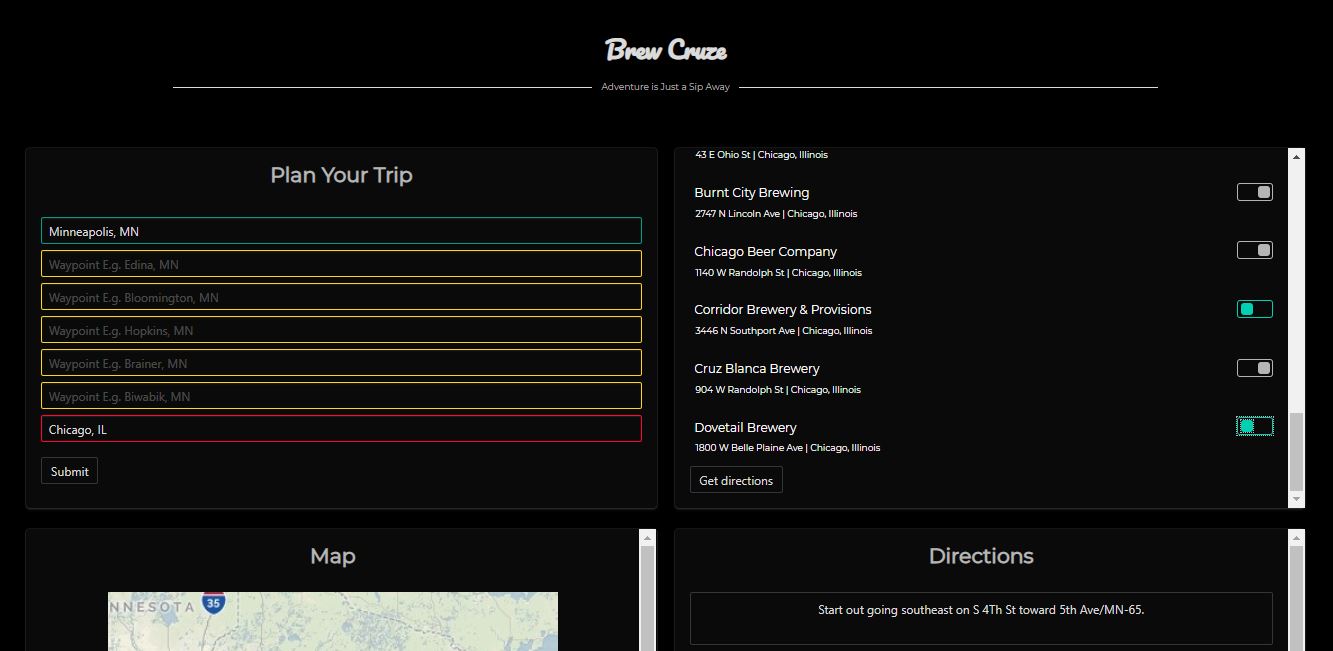 Brew Cruze
Adventure is Just a Sip Away
Plan Your Trip
Minneapolis, MN
Waypoint E.g. Edina, MN
Waypoint E.g. Bloomington, MN
Waypoint E.g. Hopkins, MN
Waypoint E.g. Brainer, MN
Waypoint E.g. Biwabik, MN
Chicago, IL
Submit
43 E Ohio St | Chicago, Illinois
Burnt City Brewing
2747 N Lincoln Ave | Chicago, Illinois
Chicago Beer Company
1140 W Randolph St | Chicago, Illinois
Corridor Brewery & Provisions
3446 N Southport Ave | Chicago, Illinois
Cruz Blanca Brewery
904 W Randolph St | Chicago, Illinois
Dovetail Brewery
1800 W Belle Plaine Ave | Chicago, Illinois
Get directions
Map
NNESOTA
35
Directions
Start out going southeast on S 4Th St toward 5th Ave/MN-65.